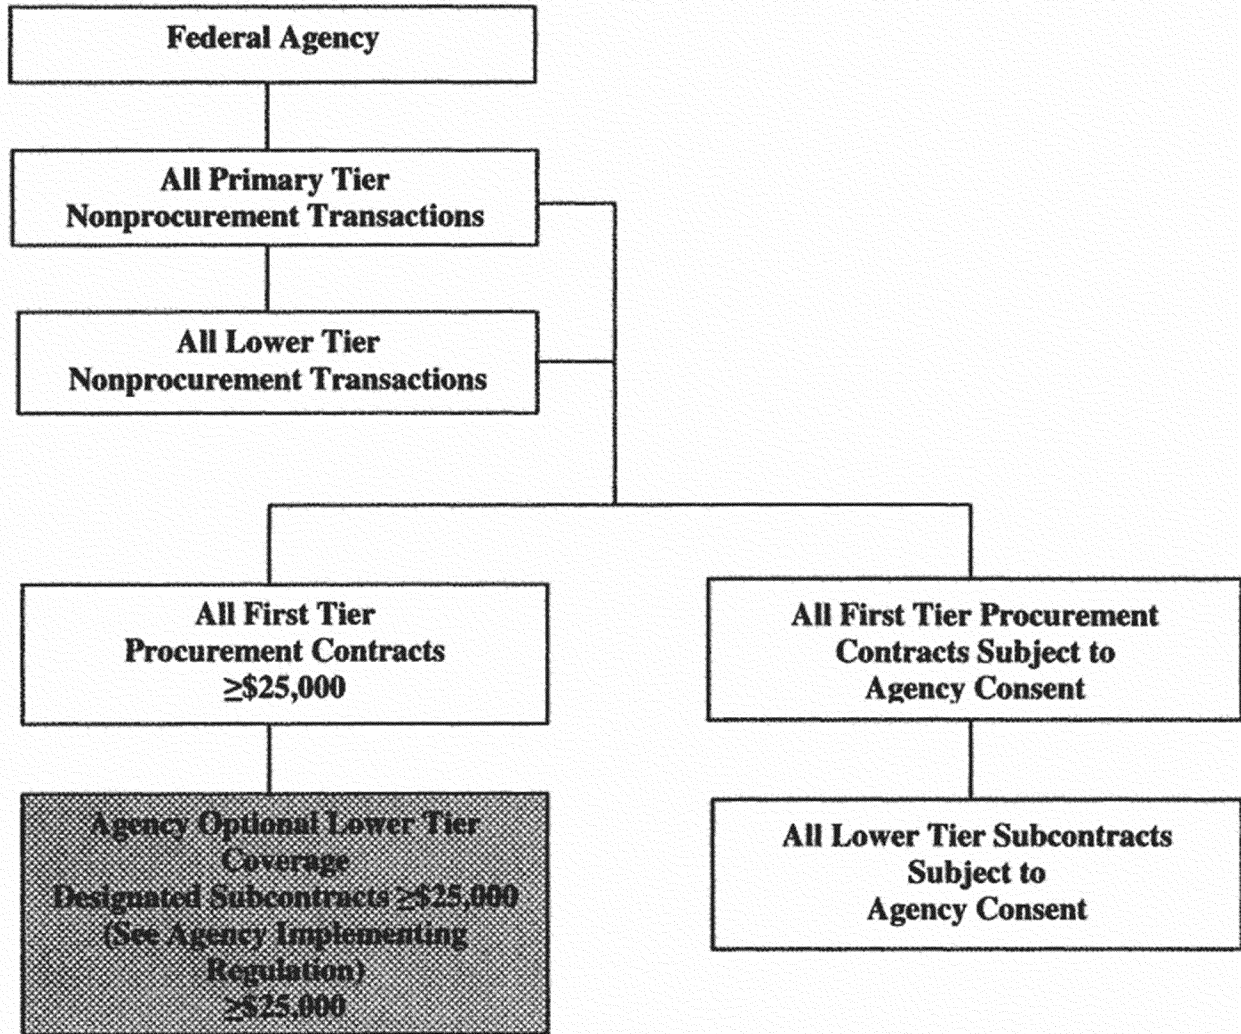 Federal Agency
All Primary Tier
Nonprocurement Transactions
All Lower Tier
Nonprocurement Transactions
All First Tier
Procurement Contracts
≥$25,000
All First Tier Procurement
Contracts Subject to
Agency Consent
Agency Optional Lower Tier
Coverage
Designated Subcontracts ≥$25,000
(See Agency Implementing
Regulation)
≥$25,000
All Lower Tier Subcontracts
Subject to
Agency Consent